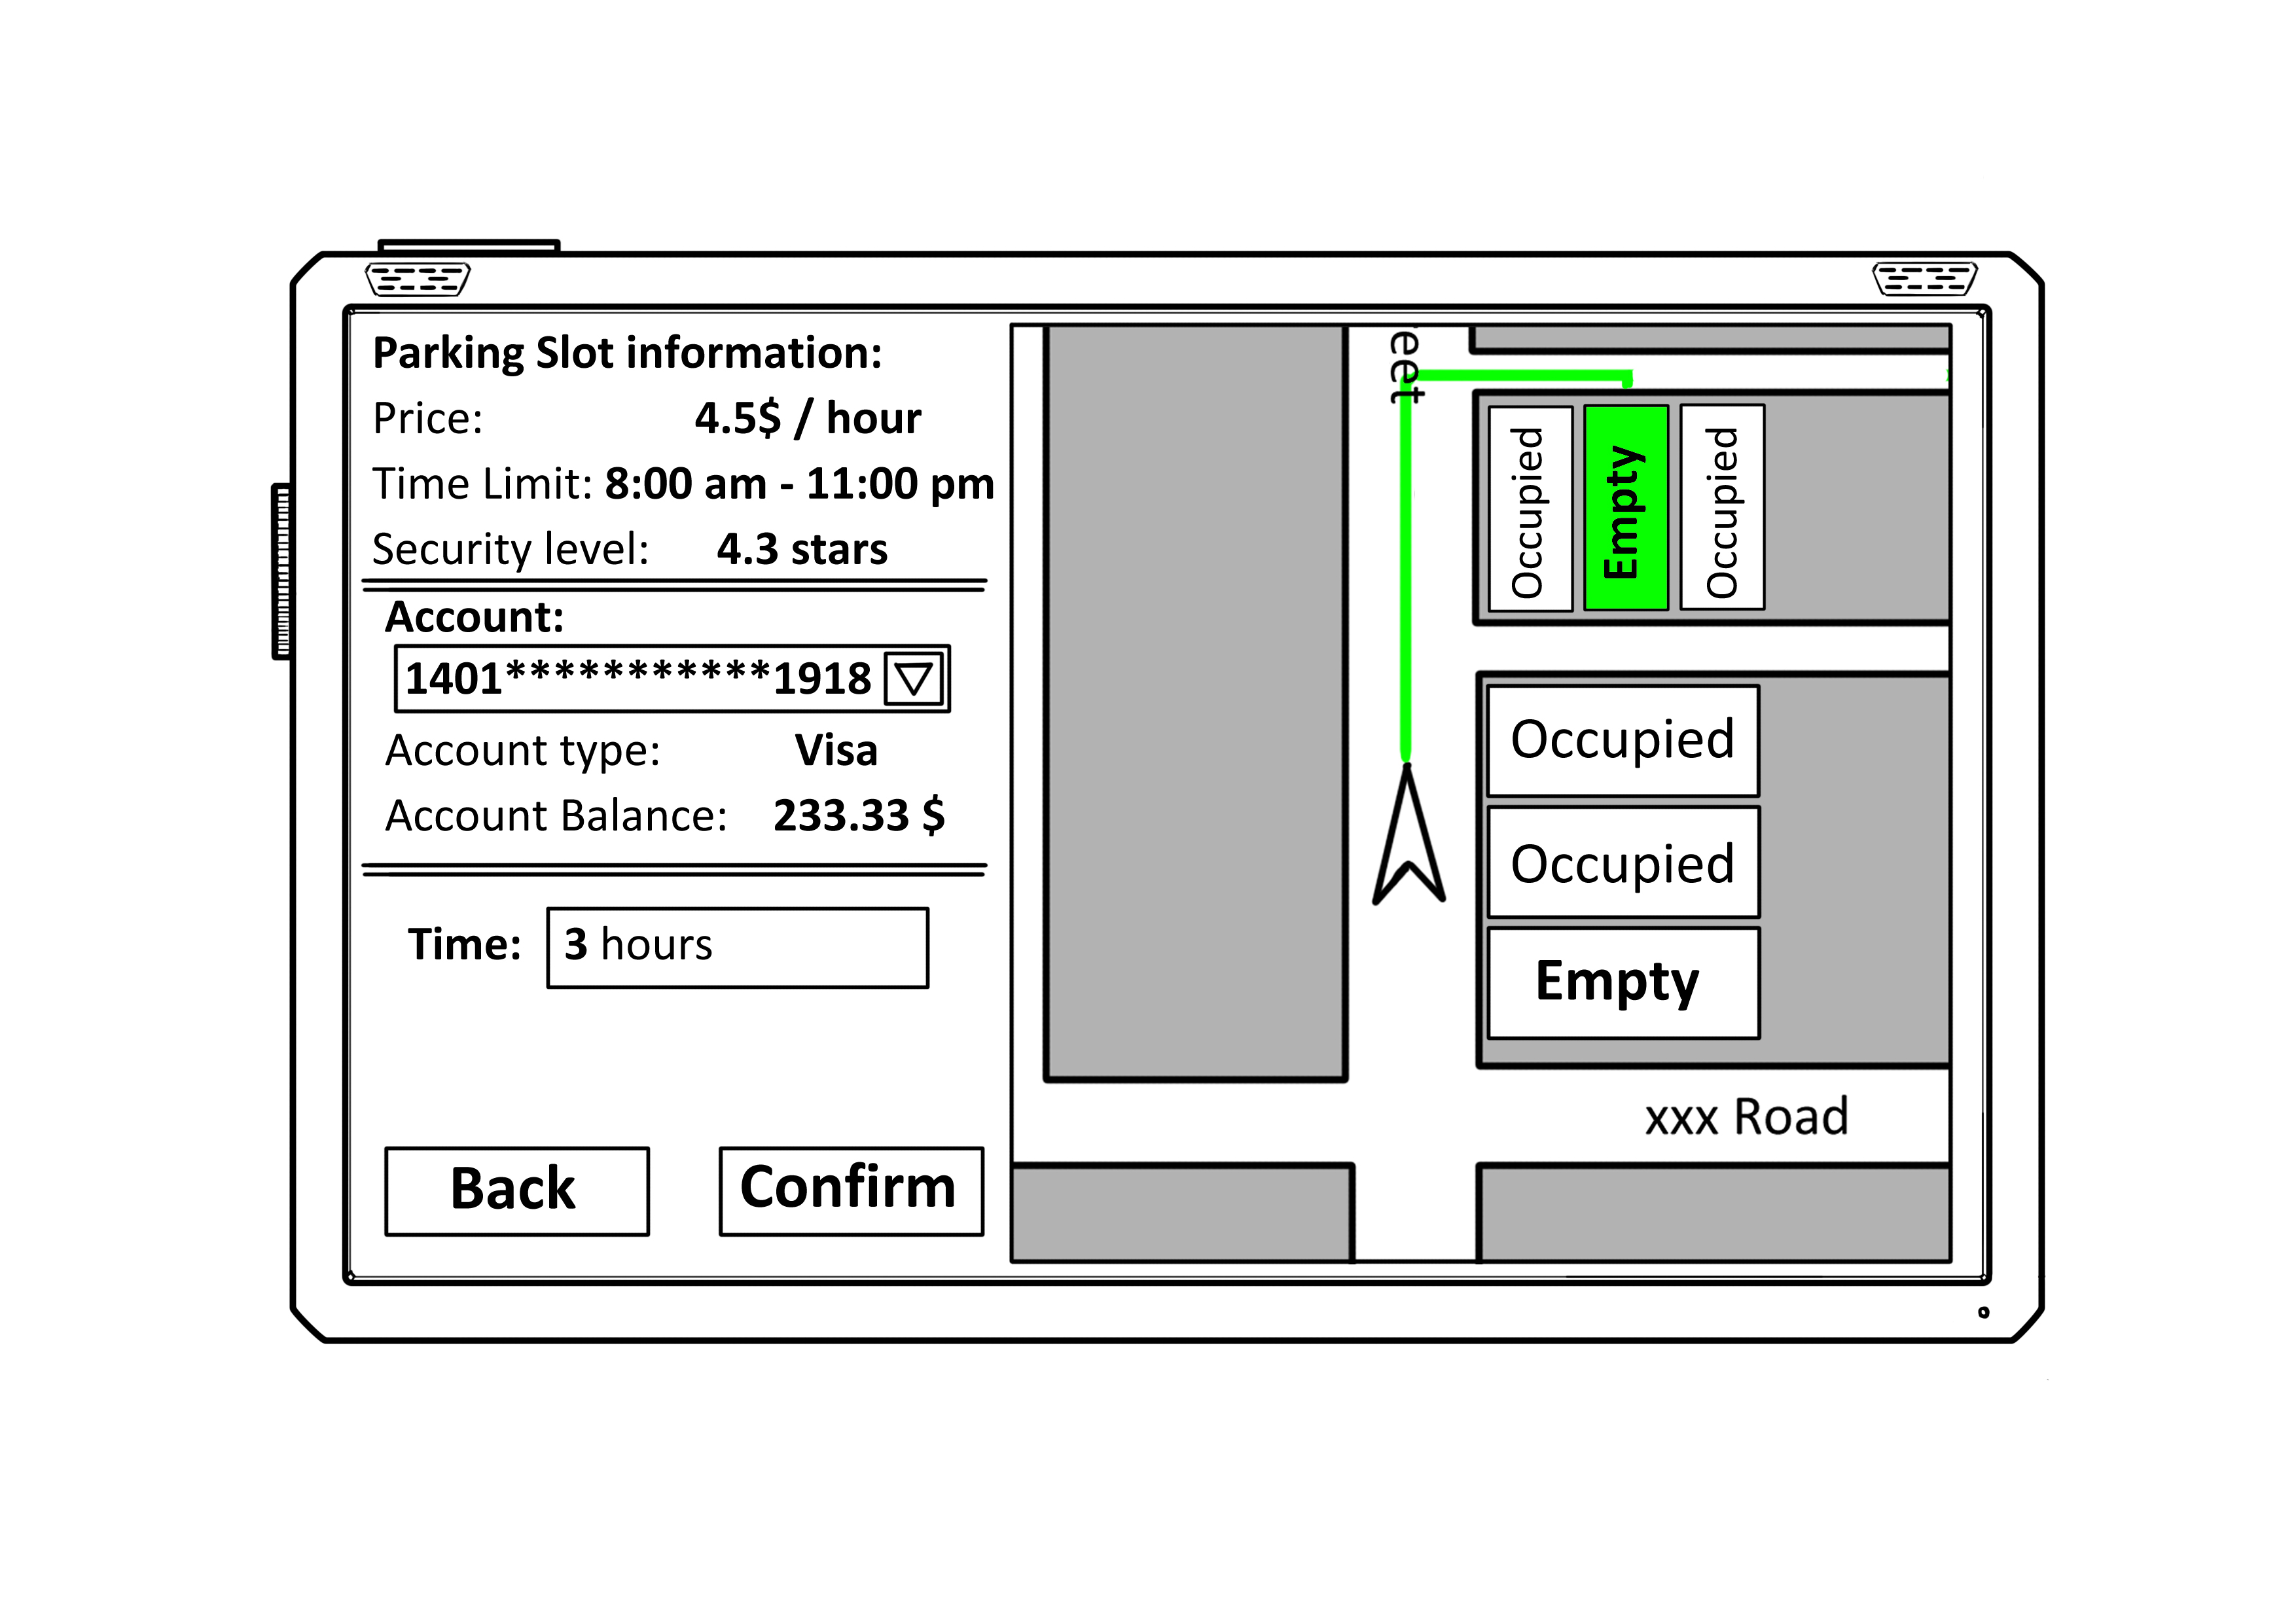 Parking Slot information:
Price: 4.5$ / hour
Time Limit: 8:00 am - 11:00 pm
Security level: 4.3 stars
Account:
1401***********1918
Account type: Visa
Account Balance: 233.33 $
Time: 3 hours
Back
Confirm
eet
Occupied
Empty
Occupied
Occupied
Occupied
Empty
xxx Road